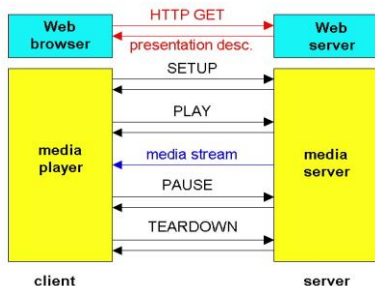 HTTP GET
Web
browser
Web
server
presentation desc.
SETUP
PLAY
media
player
media stream
media
server
PAUSE
TEARDOWN
client
server